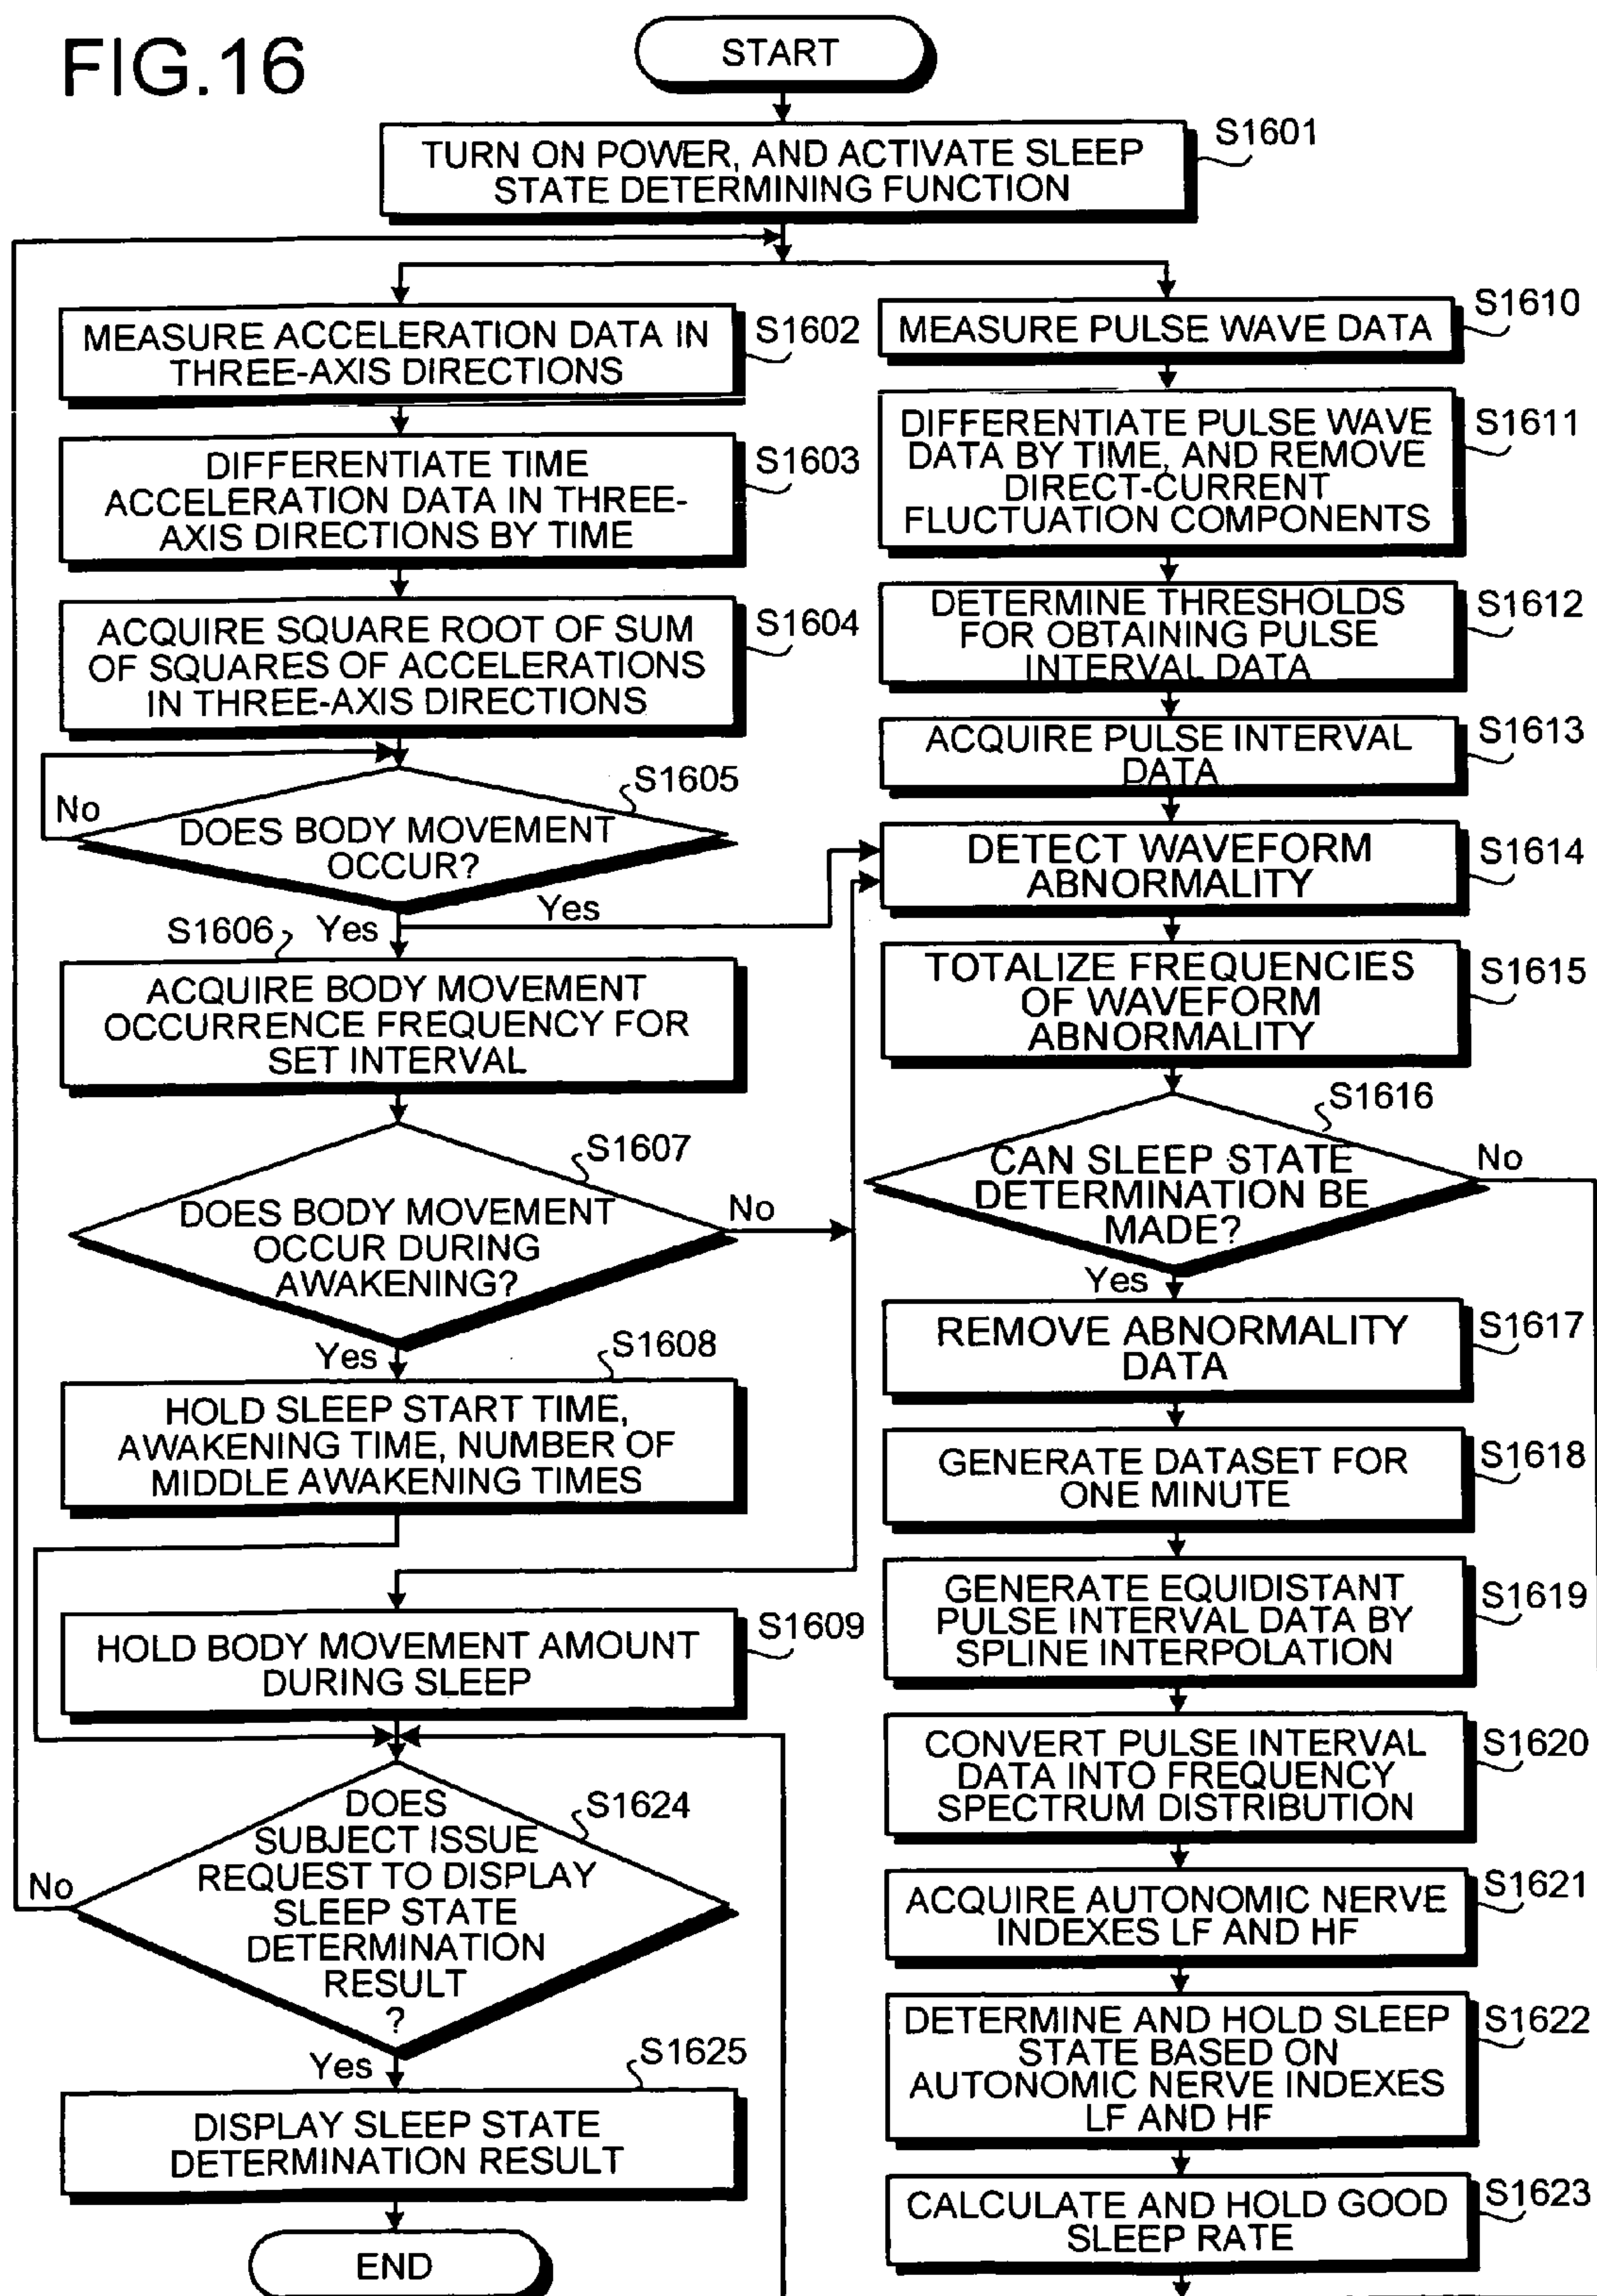 FIG.16
START
TURN ON POWER, AND ACTIVATE SLEEP
STATE DETERMINING FUNCTION
S1601
MEASURE ACCELERATION DATA IN
THREE-AXIS DIRECTIONS
S1602
DIFFERENTIATE TIME
ACCELERATION DATA IN THREE-
AXIS DIRECTIONS BY TIME
S1603
ACQUIRE SQUARE ROOT OF SUM
OF SQUARES OF ACCELERATIONS
IN THREE-AXIS DIRECTIONS
S1604
S1605
No
DOES BODY MOVEMENT
OCCUR?
Yes
S1606
Yes
ACQUIRE BODY MOVEMENT
OCCURRENCE FREQUENCY FOR
SET INTERVAL
S1607
DOES BODY MOVEMENT
OCCUR DURING
AWAKENING?
No
Yes
S1608
HOLD SLEEP START TIME,
AWAKENING TIME, NUMBER OF
MIDDLE AWAKENING TIMES
HOLD BODY MOVEMENT AMOUNT
DURING SLEEP
S1609
DOES
SUBJECT ISSUE
REQUEST TO DISPLAY
SLEEP STATE
DETERMINATION
RESULT
?
S1624
No
Yes
S1625
DISPLAY SLEEP STATE
DETERMINATION RESULT
END
MEASURE PULSE WAVE DATA
S1610
DIFFERENTIATE PULSE WAVE
DATA BY TIME, AND REMOVE
DIRECT-CURRENT
FLUCTUATION COMPONENTS
S1611
DETERMINE THRESHOLDS
FOR OBTAINING PULSE
INTERVAL DATA
S1612
ACQUIRE PULSE INTERVAL
DATA
S1613
DETECT WAVEFORM
ABNORMALITY
S1614
TOTALIZE FREQUENCIES
OF WAVEFORM
ABNORMALITY
S1615
S1616
CAN SLEEP STATE
DETERMINATION BE
MADE?
No
Yes
REMOVE ABNORMALITY
DATA
S1617
GENERATE DATASET FOR
ONE MINUTE
S1618
GENERATE EQUIDISTANT
PULSE INTERVAL DATA BY
SPLINE INTERPOLATION
S1619
CONVERT PULSE INTERVAL
DATA INTO FREQUENCY
SPECTRUM DISTRIBUTION
S1620
ACQUIRE AUTONOMIC NERVE
INDEXES LF AND HF
S1621
DETERMINE AND HOLD SLEEP
STATE BASED ON
AUTONOMIC NERVE INDEXES
LF AND HF
S1622
CALCULATE AND HOLD GOOD
SLEEP RATE
S1623